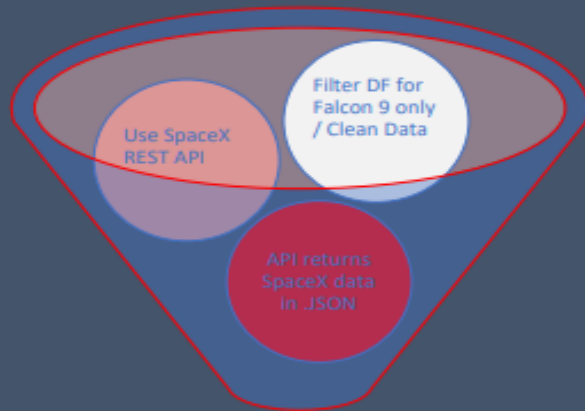 Filter DF for
Falcon 9 only
/ Clean Data
Use SpaceX
REST API
API returns
SpaceX data
in .JSON